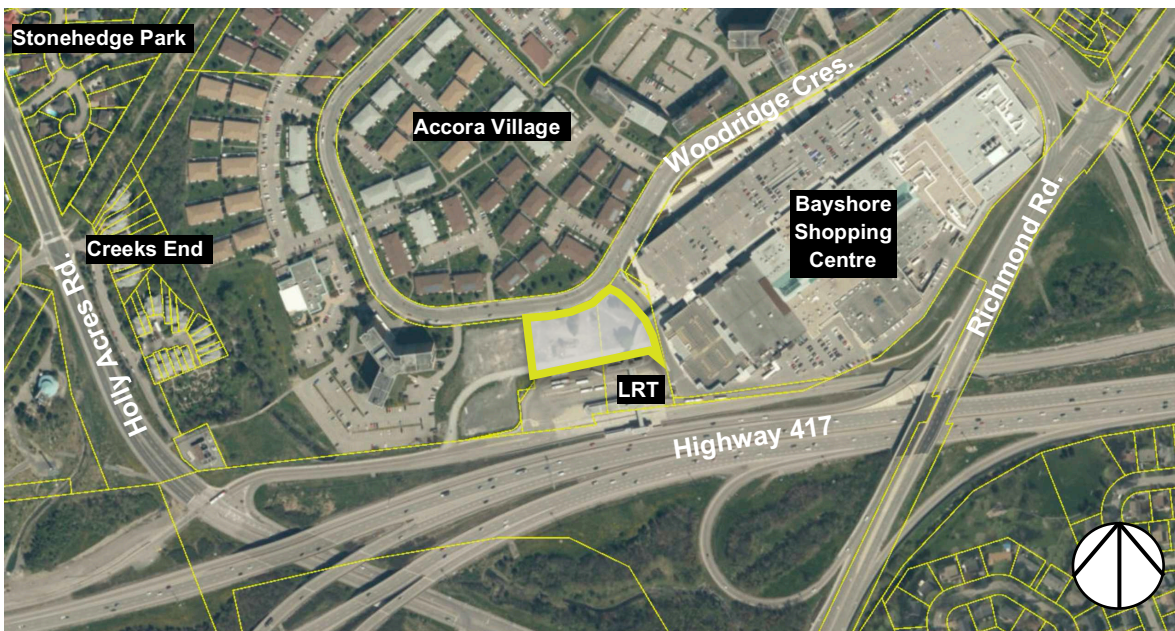 Stonehedge Park
Accora Village
Woodridge Cres.
Bayshore
Shopping
Centre
Creeks End
Holly Acres Rd.
Richmond Rd.
LRT
Highway 417